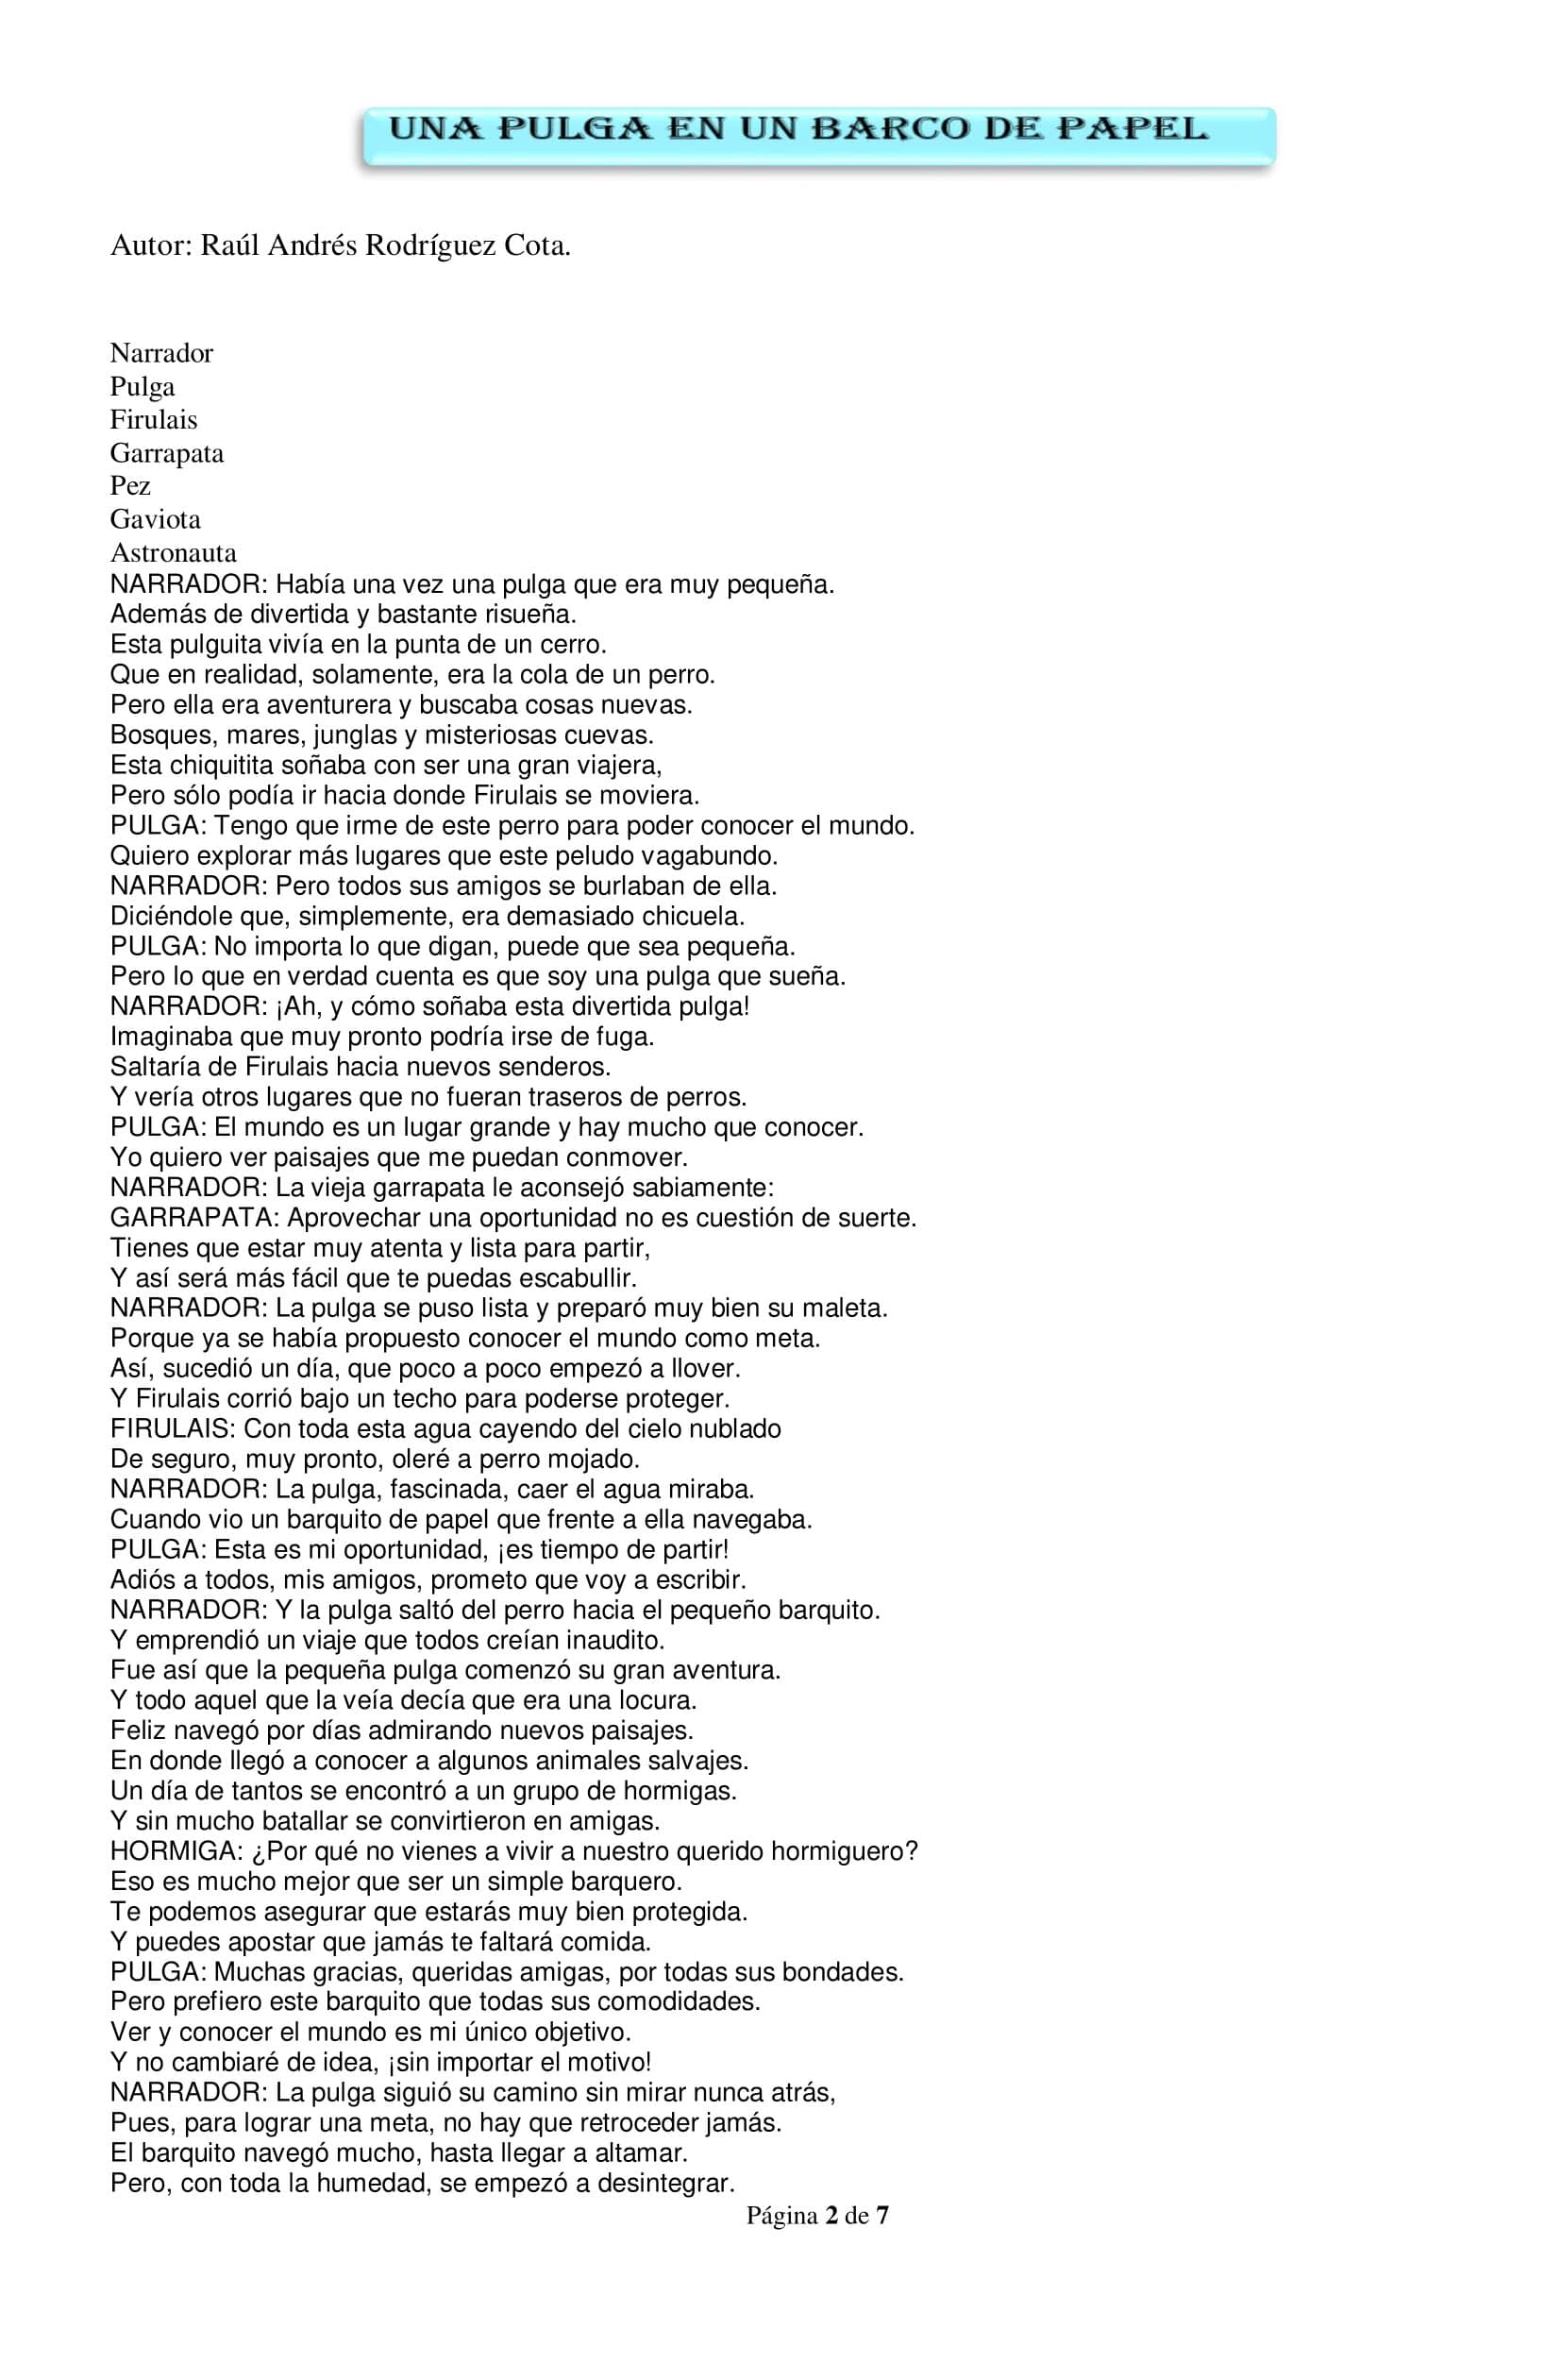 UNA PULGA EN UN BARCO DE PAPEL
Autor: Raúl Andrés Rodríguez Cota.
Narrador
Pulga
Firulais
Garrapata
Pez
Gaviota
Astronauta
NARRADOR: Había una vez una pulga que era muy pequeña.
Además de divertida y bastante risueña.
Esta pulguita vivía en la punta de un cerro.
Que en realidad, solamente, era la cola de un perro.
Pero ella era aventurera y buscaba cosas nuevas.
Bosques, mares, junglas y misteriosas cuevas.
Esta chiquitita soñaba con ser una gran viajera,
Pero sólo podía ir hacia donde Firulais se moviera.
PULGA: Tengo que irme de este perro para poder conocer el mundo.
Quiero explorar más lugares que este peludo vagabundo.
NARRADOR: Pero todos sus amigos se burlaban de ella.
Diciéndole que, simplemente, era demasiado chicuela.
PULGA: No importa lo que digan, puede que sea pequeña.
Pero lo que en verdad cuenta es que soy una pulga que sueña.
NARRADOR: ¡Ah, y cómo soñaba esta divertida pulga!
Imaginaba que muy pronto podría irse de fuga.
Saltaría de Firulais hacia nuevos senderos.
Y vería otros lugares que no fueran traseros de perros.
PULGA: El mundo es un lugar grande y hay mucho que conocer.
Yo quiero ver paisajes que me puedan conmover.
NARRADOR: La vieja garrapata le aconsejó sabiamente:
GARRAPATA: Aprovechar una oportunidad no es cuestión de suerte.
Tienes que estar muy atenta y lista para partir,
Y así será más fácil que te puedas escabullir.
NARRADOR: La pulga se puso lista y preparó muy bien su maleta.
Porque ya se había propuesto conocer el mundo como meta.
Así, sucedió un día, que poco a poco empezó a llover.
Y Firulais corrió bajo un techo para poderse proteger.
FIRULAIS: Con toda esta agua cayendo del cielo nublado
De seguro, muy pronto, oleré a perro mojado.
NARRADOR: La pulga, fascinada, caer el agua miraba.
Cuando vio un barquito de papel que frente a ella navegaba.
PULGA: Esta es mi oportunidad, ¡es tiempo de partir!
Adiós a todos, mis amigos, prometo que voy a escribir.
NARRADOR: Y la pulga saltó del perro hacia el pequeño barquito.
Y emprendió un viaje que todos creían inaudito.
Fue así que la pequeña pulga comenzó su gran aventura.
Y todo aquel que la veía decía que era una locura.
Feliz navegó por días admirando nuevos paisajes.
En donde llegó a conocer a algunos animales salvajes.
Un día de tantos se encontró a un grupo de hormigas.
Y sin mucho batallar se convirtieron en amigas.
HORMIGA: ¿Por qué no vienes a vivir a nuestro querido hormiguero?
Eso es mucho mejor que ser un simple barquero.
Te podemos asegurar que estarás muy bien protegida.
Y puedes apostar que jamás te faltará comida.
PULGA: Muchas gracias, queridas amigas, por todas sus bondades.
Pero prefiero este barquito que todas sus comodidades.
Ver y conocer el mundo es mi único objetivo.
Y no cambiaré de idea, ¡sin importar el motivo!
NARRADOR: La pulga siguió su camino sin mirar nunca atrás,
Pues, para lograr una meta, no hay que retroceder jamás.
El barquito navegó mucho, hasta llegar a altamar.
Pero, con toda la humedad, se empezó a desintegrar.
Página 2 de 7